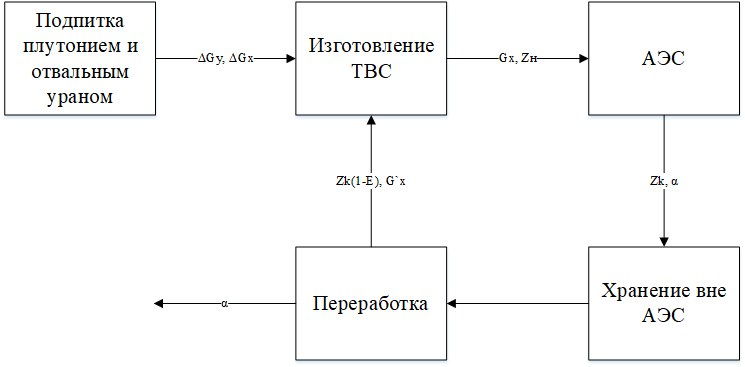 Подпитка
плутонием и
отвальным
ураном
ΔGy, ΔGx
Изготовление
ТВС
Gx, Zн
АЭС
Zk(1-E), G`x
Zk, α
α
Переработка
Хранение вне
АЭС